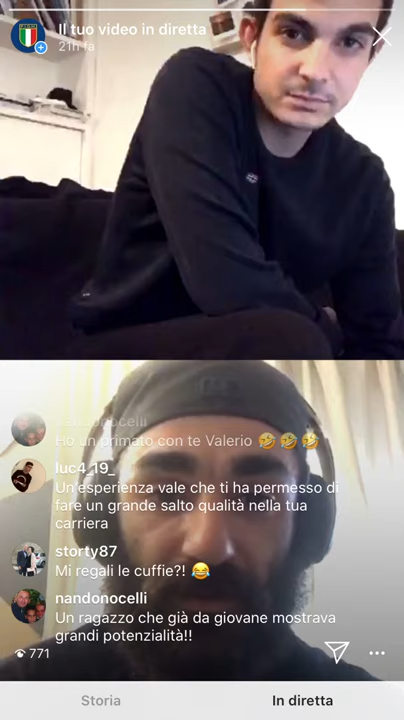 Il tuo video in diretta
21h fa
nandonocelli
Ho un primato con te Valerio 🤣🤣🤣
luc4_19_
Un'esperienza vale che ti ha permesso di
fare un grande salto qualità nella tua
carriera
storty87
Mi regali le cuffie?! 😂
nandonocelli
Un ragazzo che già da giovane mostrava
grandi potenzialità!!
771
Storia
In diretta